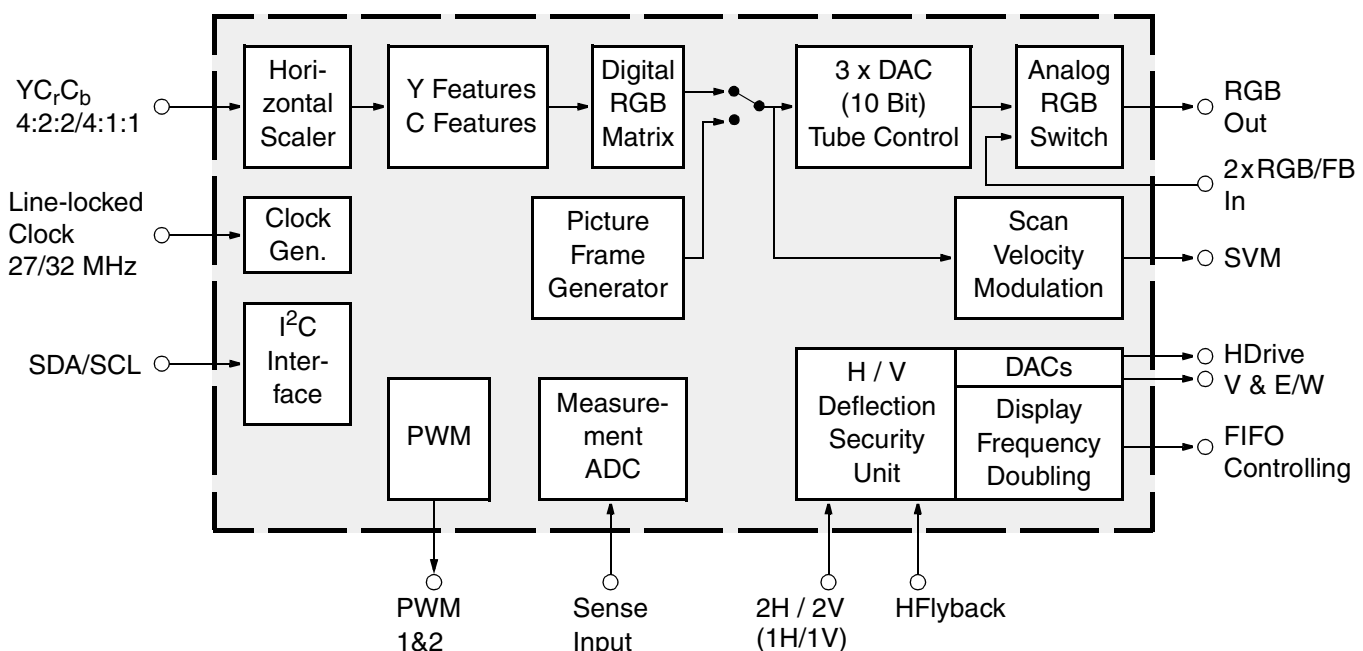 YCrCb
4:2:2/4:1:1
Hori-
zontal
Scaler
Y Features
C Features
Digital
RGB
Matrix
3 x DAC
(10 Bit)
Tube Control
Analog
RGB
Switch
RGB
Out
2xRGB/FB
In
Line-locked
Clock
27/32 MHz
Clock
Gen.
Picture
Frame
Generator
Scan
Velocity
Modulation
SVM
SDA/SCL
I²C
Inter-
face
PWM
Measure-
ment
ADC
H / V
Deflection
Security
Unit
DACs
Display
Frequency
Doubling
HDrive
V & E/W
FIFO
Controlling
PWM
1&2
Sense
Input
2H / 2V
(1H/1V)
HFlyback